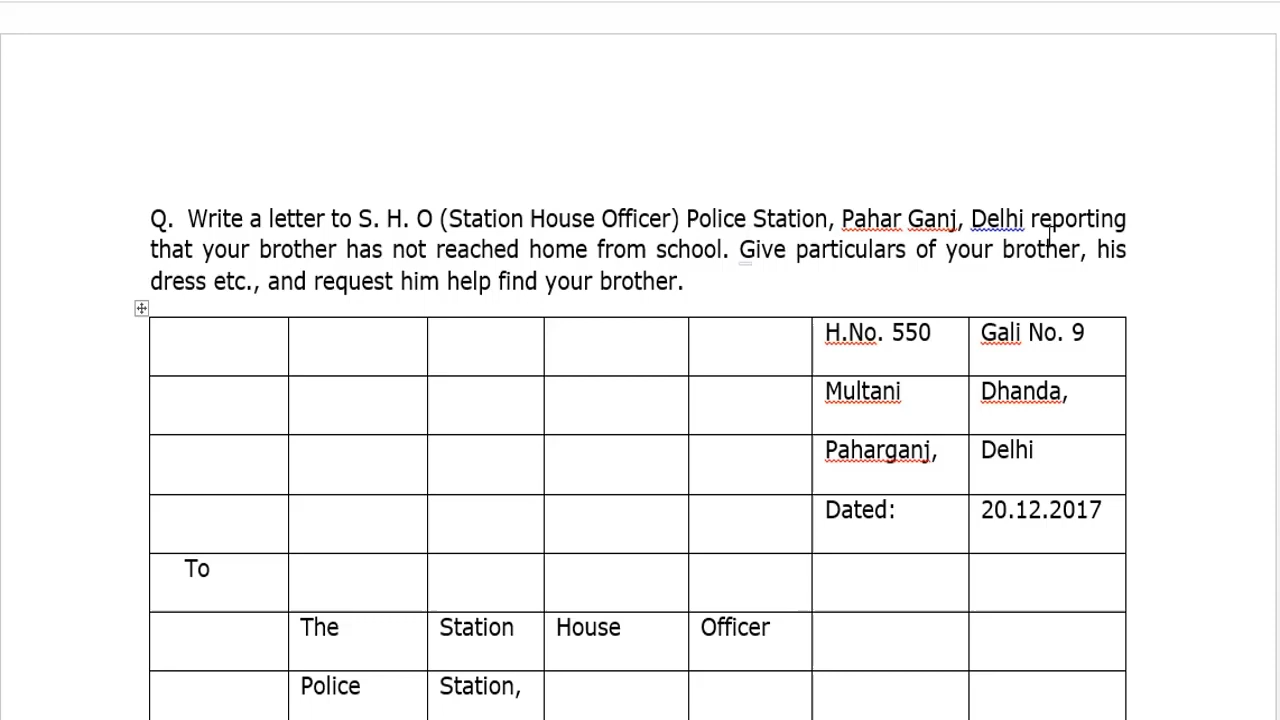 Q. Write a letter to S. H. O (Station House Officer) Police Station, Pahar Ganj, Delhi reporting
that your brother has not reached home from school. Give particulars of your brother, his
dress etc., and request him help find your brother.
H.No. 550 Gali No. 9
Multani Dhanda,
Paharganj, Delhi
Dated: 20.12.2017
To
The Station House Officer
Police Station,